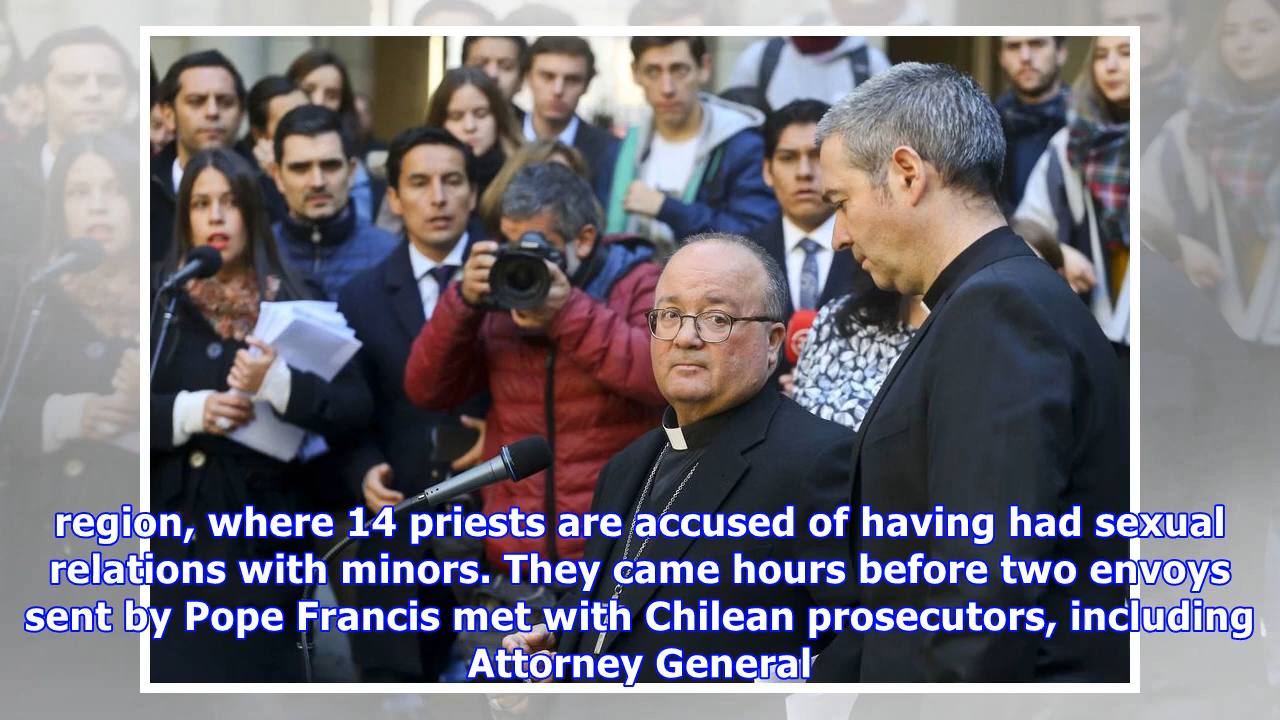 region, where 14 priests are accused of having had sexual
relations with minors. They came hours before two envoys
sent by Pope Francis met with Chilean prosecutors, including
Attorney General